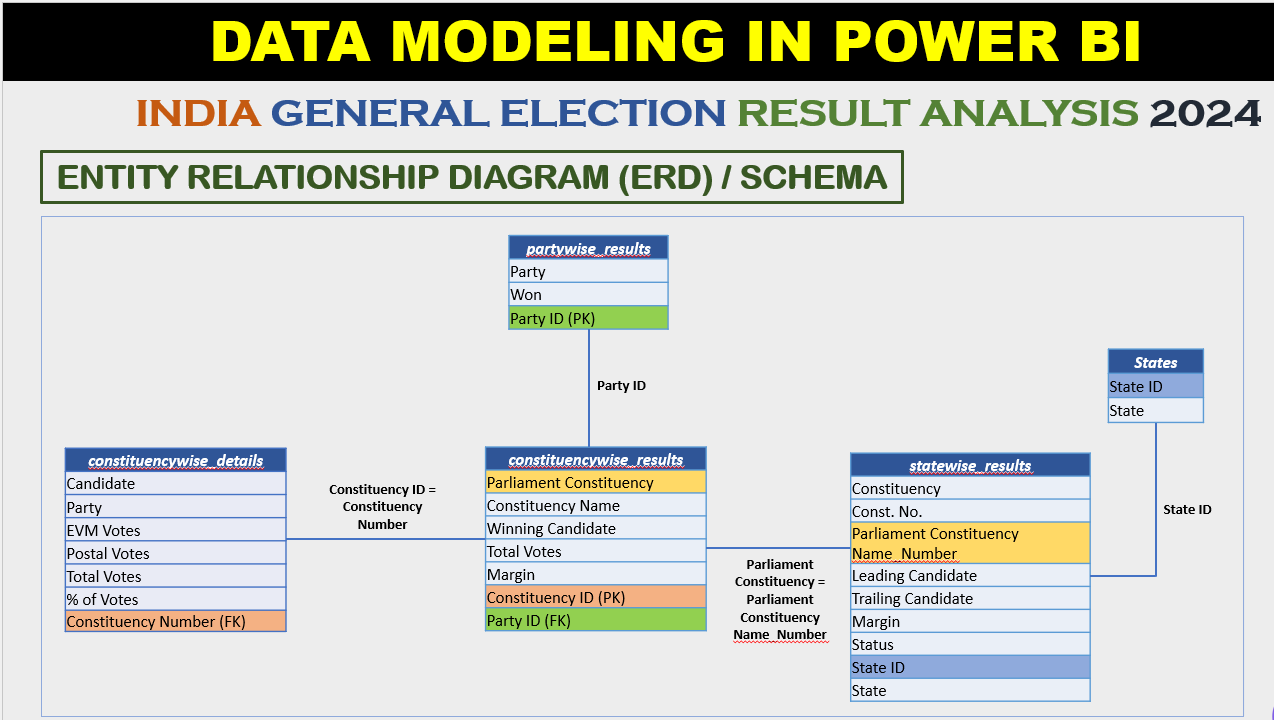 DATA MODELING IN POWER BI
INDIA GENERAL ELECTION RESULT ANALYSIS 2024
ENTITY RELATIONSHIP DIAGRAM (ERD) / SCHEMA
partywise_results
Party
Won
Party ID (PK)
Party ID
States
State ID
State
constituencywise_details
Candidate
Party
EVM Votes
Postal Votes
Total Votes
% of Votes
Constituency Number (FK)
Constituency ID =
Constituency
Number
constituencywise_results
Parliament Constituency
Constituency Name
Winning Candidate
Total Votes
Margin
Constituency ID (PK)
Party ID (FK)
Parliament
Constituency =
Parliament
Constituency
Name_Number
statewise_results
Constituency
Const. No.
Parliament Constituency
Name_Number
Leading Candidate
Trailing Candidate
Margin
Status
State ID
State
State ID